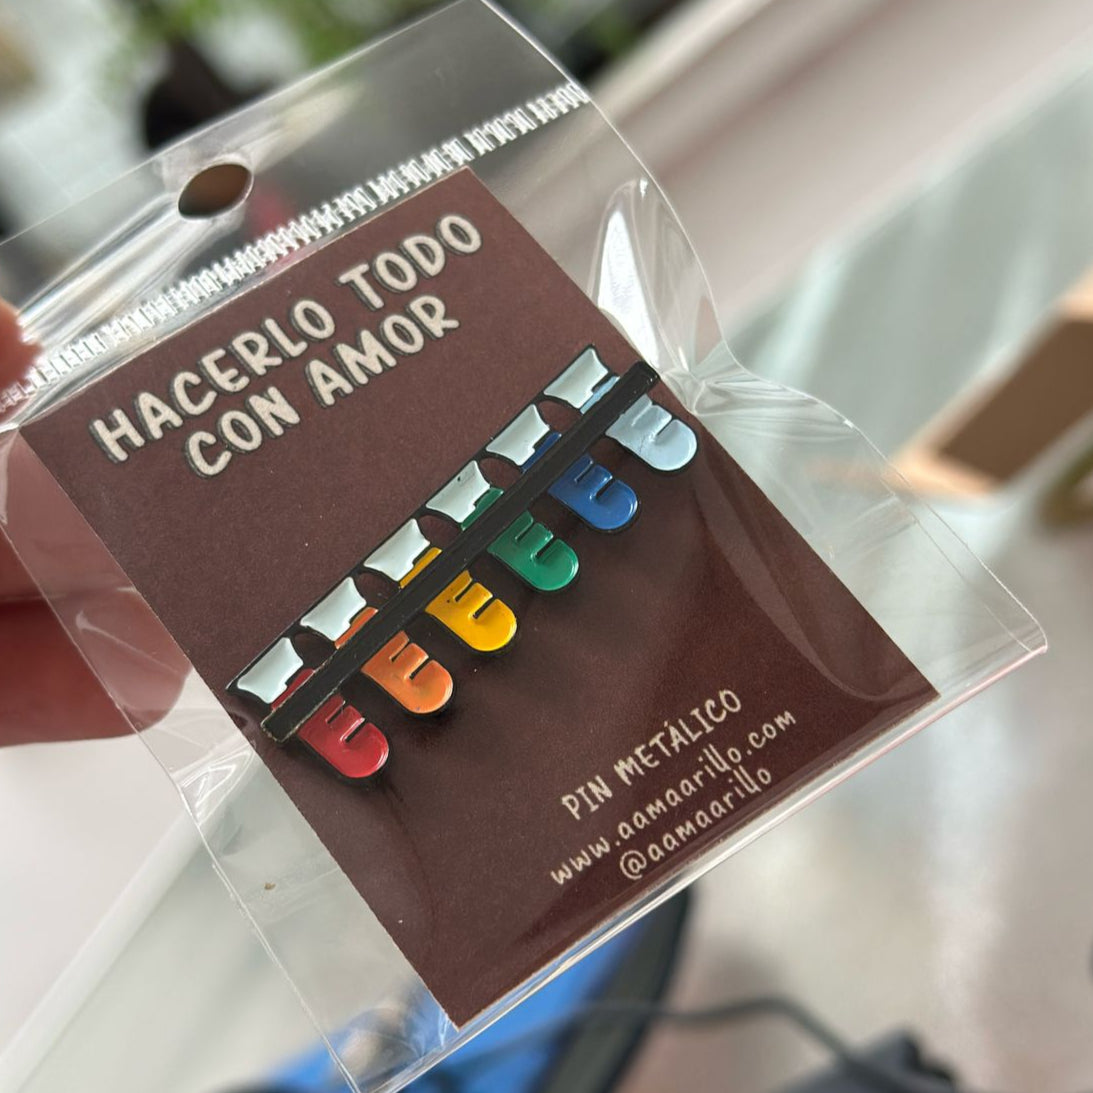 HACERLO TODO
CON AMOR
PIN METÁLICO
www.aamaarillo.com
@aamaarillo